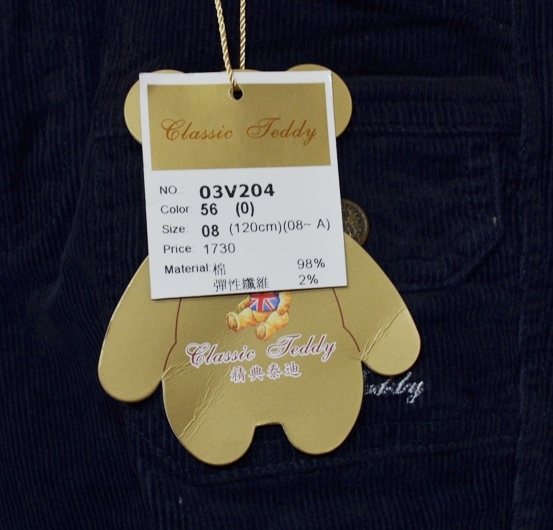 Classic Teddy
NO.: 03V204
Color: 56 (0)
Size: 08 (120cm)(08~ A)
Price: 1730
Material: 棉 98%
彈性纖維 2%
Classic Teddy
精典泰迪